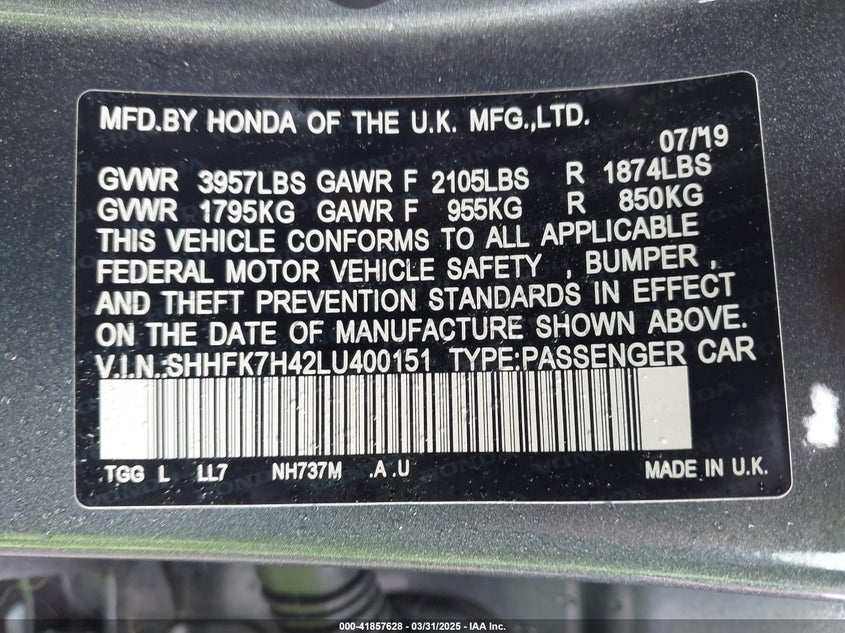 MFD.BY HONDA OF THE U.K. MFG.,LTD.
07/19
GVWR 3957LBS GAWR F 2105LBS R 1874LBS
GVWR 1795KG GAWR F 955KG R 850KG
THIS VEHICLE CONFORMS TO ALL APPLICABLE
FEDERAL MOTOR VEHICLE SAFETY , BUMPER ,
AND THEFT PREVENTION STANDARDS IN EFFECT
ON THE DATE OF MANUFACTURE SHOWN ABOVE.
V.I.N.:SHHFK7H42LU400151 TYPE:PASSENGER CAR
TGG L LL7 NH737M .A .U MADE IN U.K.
000-41857628 - 03/31/2025 - IAA Inc.